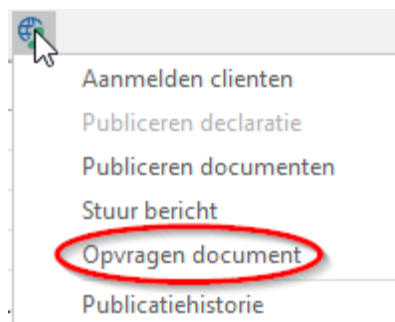 Aanmelden clienten
Publiceren declaratie
Publiceren documenten
Stuur bericht
Opvragen document
Publicatiehistorie